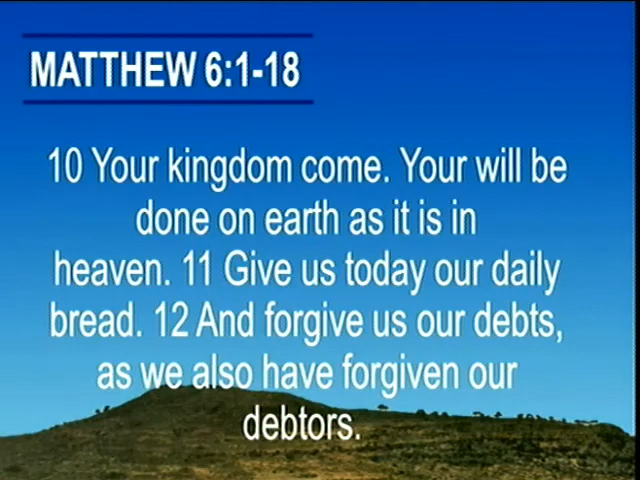 MATTHEW 6:1-18
10 Your kingdom come. Your will be
done on earth as it is in
heaven. 11 Give us today our daily
bread. 12 And forgive us our debts,
as we also have forgiven our
debtors.